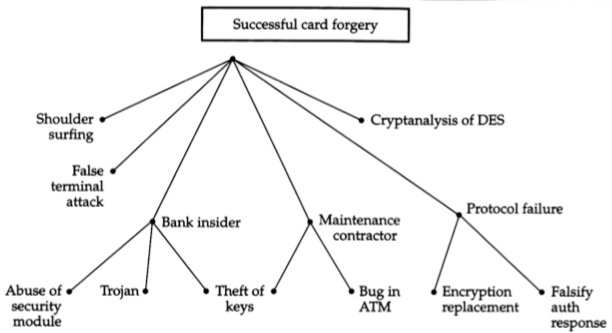 Successful card forgery
Shoulder
surfing
Cryptanalysis of DES
False
terminal
attack
Bank insider
Maintenance
contractor
Protocol failure
Abuse of
security
module
Trojan
Theft of
keys
Bug in
ATM
Encryption
replacement
Falsify
auth
response